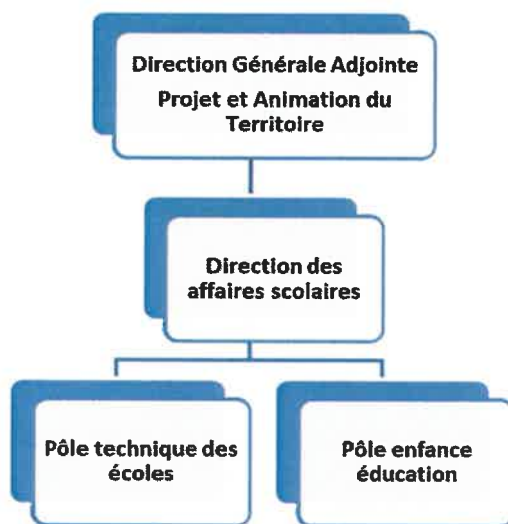 Direction Générale Adjointe
Projet et Animation du
Territoire
Direction des
affaires scolaires
Pôle technique des
écoles
Pôle enfance
éducation